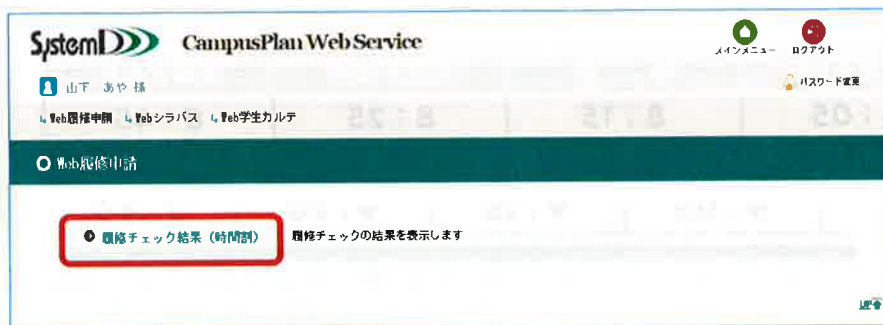 SystemD CampusPlan Web Service
メインメニュー ログアウト
山下 あや 様
パスワード変更
Web履修申請 Webシラバス Web学生カルテ
Web履修申請
履修チェック結果（時間割） 履修チェックの結果を表示します
UP